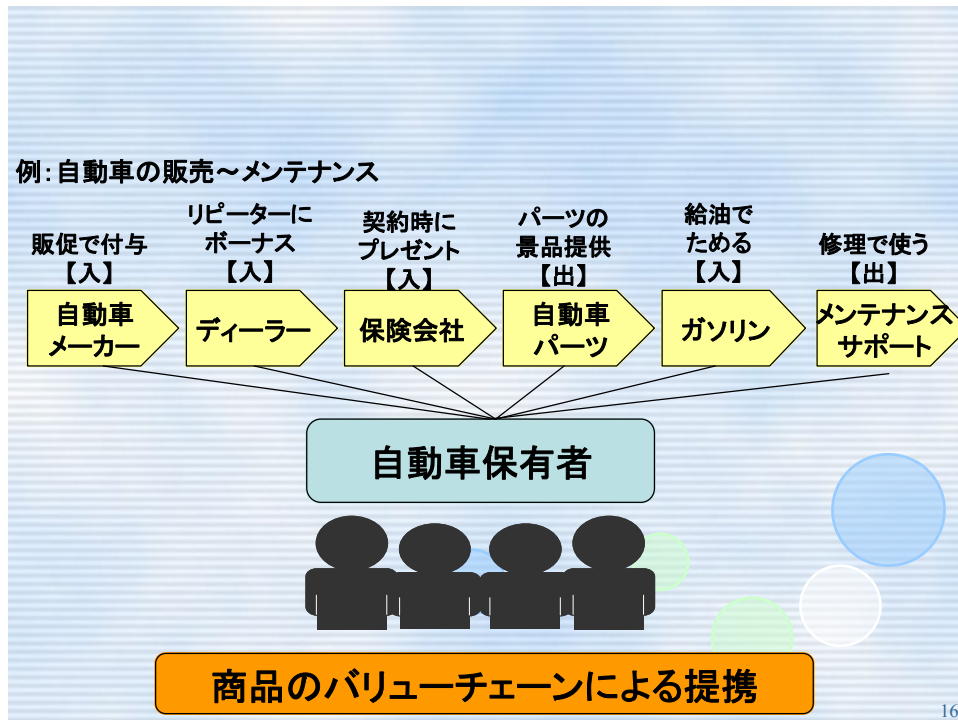 例：自動車の販売～メンテナンス
販促で付与
【入】
リピーターに
ボーナス
【入】
契約時に
プレゼント
【入】
パーツの
景品提供
【出】
給油で
ためる
【入】
修理で使う
【出】
自動車
メーカー
ディーラー
保険会社
自動車
パーツ
ガソリン
メンテナンス
サポート
自動車保有者
商品のバリューチェーンによる提携
16